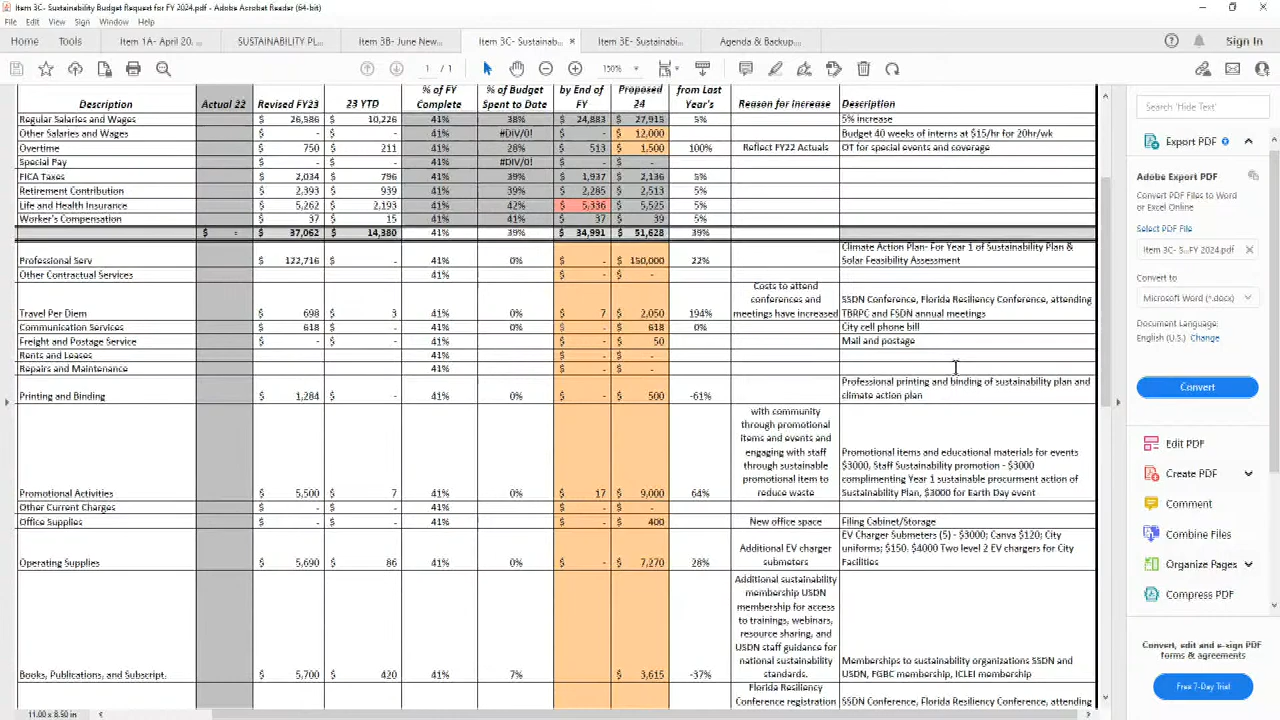 Item 3C- Sustainability Budget Request for FY 2024.pdf - Adobe Acrobat Reader (64-bit)
File Edit View Sign Window Help
Home Tools Item 1A- April 20, ... SUSTAINABILITY PL... Item 3B- June New... Item 3C- Sustainab... × Item 3E- Sustainabi... Agenda & Backup... Sign In
1 / 1 150%
Description Actual 22 Revised FY23 23 YTD % of FY Complete % of Budget Spent to Date by End of FY Proposed 24 from Last Year's Reason for increase Description
Regular Salaries and Wages $ 26,586 10,226 41% 38% $ 24,883 $ 27,915 5% 5% increase
Other Salaries and Wages $ - - 41% #DIV/0! $ - $ 12,000 Budget 40 weeks of interns at $15/hr for 20hr/wk
Overtime $ 750 $ 211 41% 28% $ 513 $ 1,500 100% Reflect FY22 Actuals OT for special events and coverage
Special Pay $ - $ - 41% #DIV/0! $ - $ -
FICA Taxes $ 2,034 $ 796 41% 39% $ 1,937 $ 2,136 5%
Retirement Contribution $ 2,393 $ 939 41% 39% $ 2,285 $ 2,513 5%
Life and Health Insurance $ 5,262 $ 2,193 41% 42% $ 5,336 $ 5,525 5%
Worker's Compensation $ 37 $ 15 41% 41% $ 37 $ 39 5%
$ - $ 37,062 $ 14,380 41% 39% $ 34,991 $ 51,628 39%
Climate Action Plan- For Year 1 of Sustainability Plan &
Professional Serv $ 122,716 $ - 41% 0% $ - $ 150,000 22% Solar Feasibility Assessment
Other Contractual Services 41% $ - $ -
Costs to attend
conferences and SSDN Conference, Florida Resiliency Conference, attending
Travel Per Diem $ 698 $ 3 41% 0% $ 7 $ 2,050 194% meetings have increased TBRPC and FSDN annual meetings
Communication Services $ 618 $ - 41% 0% $ - $ 618 0% City cell phone bill
Freight and Postage Service $ - $ - 41% $ - $ 50 Mail and postage
Rents and Leases 41% $ - $ -
Repairs and Maintenance 41% $ - $ -
Professional printing and binding of sustainability plan and
Printing and Binding $ 1,284 $ - 41% 0% $ - $ 500 -61% climate action plan
with community
through promotional
items and events and
engaging with staff Promotional items and educational materials for events
through sustainable $3000, Staff Sustainability promotion - $3000
promotional item to complimenting Year 1 sustainable procurment action of
Promotional Activities $ 5,500 $ 7 41% 0% $ 17 $ 9,000 64% reduce waste Sustainability Plan, $3000 for Earth Day event
Other Current Charges $ - $ - 41% $ - $ -
Office Supplies $ - $ - 41% $ - $ 400 New office space Filing Cabinet/Storage
EV Charger Submeters (5) - $3000; Canva $120; City
Additional EV charger uniforms; $150. $4000 Two level 2 EV chargers for City
Operating Supplies $ 5,690 $ 86 41% 0% $ - $ 7,270 28% submeters Facilities
Additional sustainability
membership USDN
membership for access
to trainings, webinars,
resource sharing, and
USDN staff guidance for
national sustainability Memberships to sustainability organizations SSDN and
Books, Publications, and Subscript. $ 5,700 $ 420 41% 7% $ 3,615 -37% standards. USDN, FGBC membership, ICLEI membership
Florida Resiliency
Conference registration SSDN Conference, Florida Resiliency Conference, attending
Search 'Hide Text'
Export PDF
Adobe Export PDF
Convert PDF Files to Word
or Excel Online
Select PDF File
Item 3C- S...FY 2024.pdf ×
Convert to
Microsoft Word (*.docx)
Document Language:
English (U.S.) Change
Convert
Edit PDF
Create PDF
Comment
Combine Files
Organize Pages
Compress PDF
Convert, edit and e-sign PDF
forms & agreements
Free 7-Day Trial
11.00 x 8.50 in